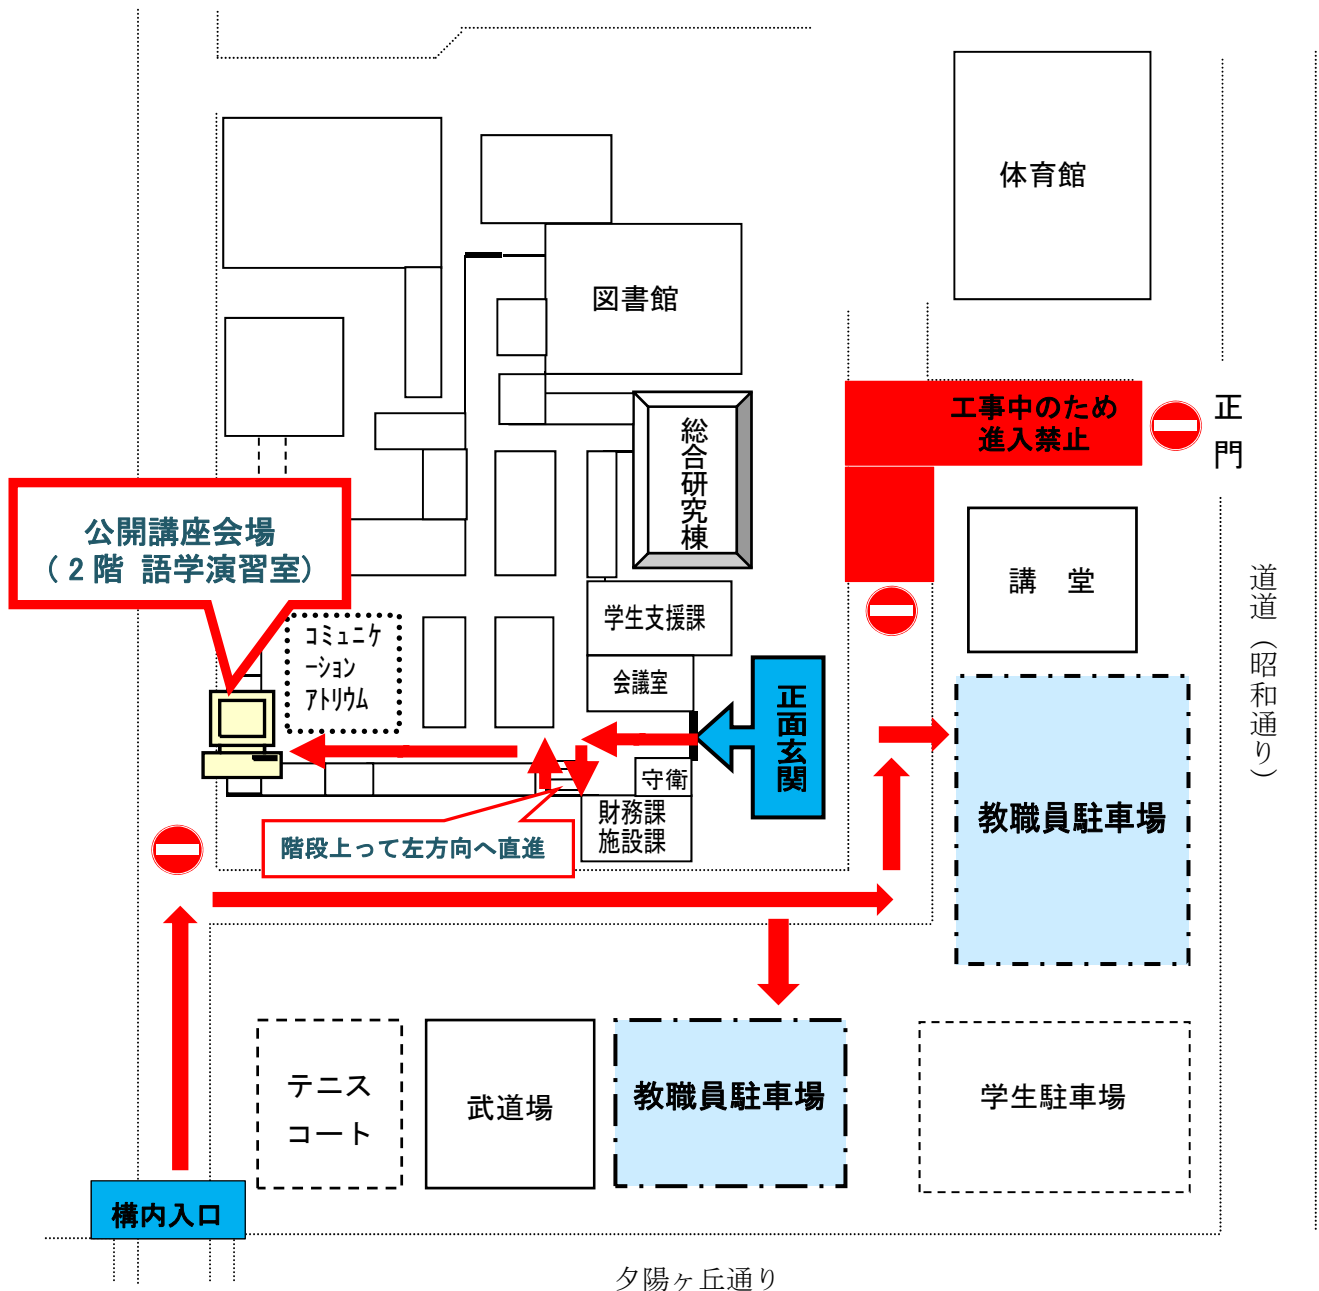 体育館
図書館
工事中のため
進入禁止
正
門
総合研究棟
公開講座会場
(２階 語学演習室)
講　堂
道道（昭和通り）
学生支援課
コミュニケ
ーション
アトリウム
会議室
正面玄関
守衛
財務課
施設課
階段上って左方向へ直進
教職員駐車場
テニス
コート
武道場
教職員駐車場
学生駐車場
構内入口
夕陽ヶ丘通り